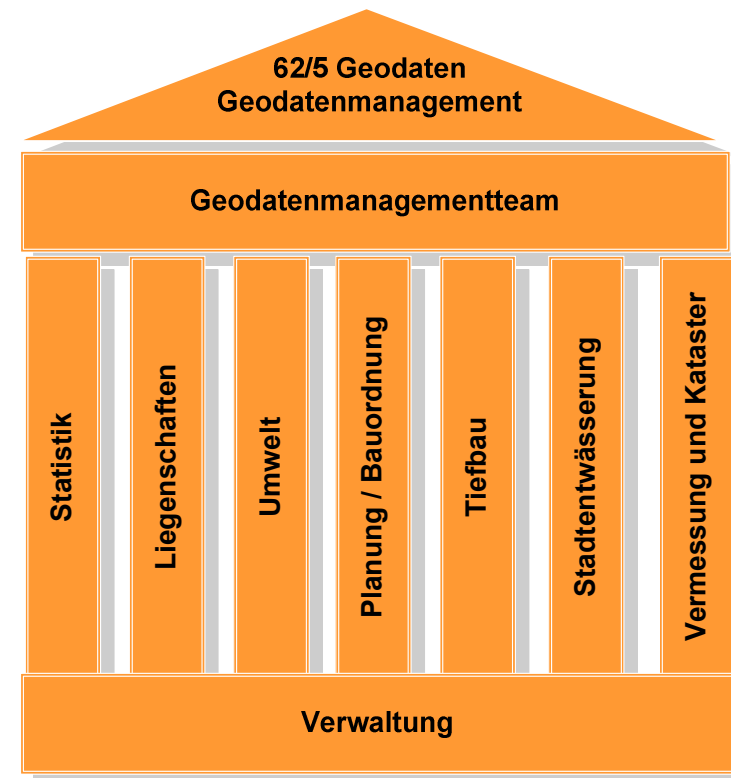 62/5 Geodaten
Geodatenmanagement
Geodatenmanagementteam
Statistik
Liegenschaften
Umwelt
Planung / Bauordnung
Tiefbau
Stadtentwässerung
Vermessung und Kataster
Verwaltung